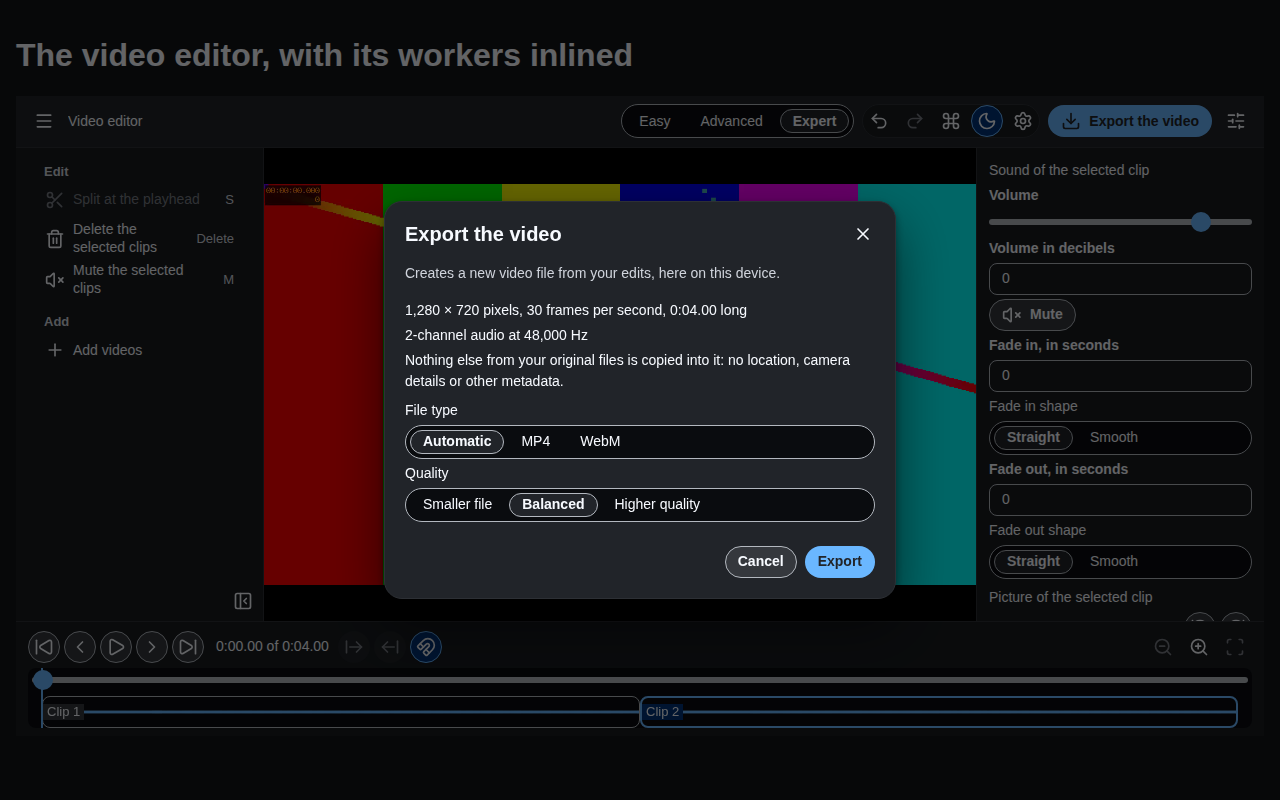 The video editor, with its workers inlined
Video editor
Easy Advanced Expert
Export the video
Edit
Split at the playhead S
Delete the selected clips Delete
Mute the selected clips M
Add
Add videos
00:00:00.000
0
Export the video
Creates a new video file from your edits, here on this device.
1,280 × 720 pixels, 30 frames per second, 0:04.00 long
2-channel audio at 48,000 Hz
Nothing else from your original files is copied into it: no location, camera
details or other metadata.
File type
Automatic MP4 WebM
Quality
Smaller file Balanced Higher quality
Cancel Export
Sound of the selected clip
Volume
Volume in decibels
0
Mute
Fade in, in seconds
0
Fade in shape
Straight Smooth
Fade out, in seconds
0
Fade out shape
Straight Smooth
Picture of the selected clip
0:00.00 of 0:04.00
Clip 1 Clip 2